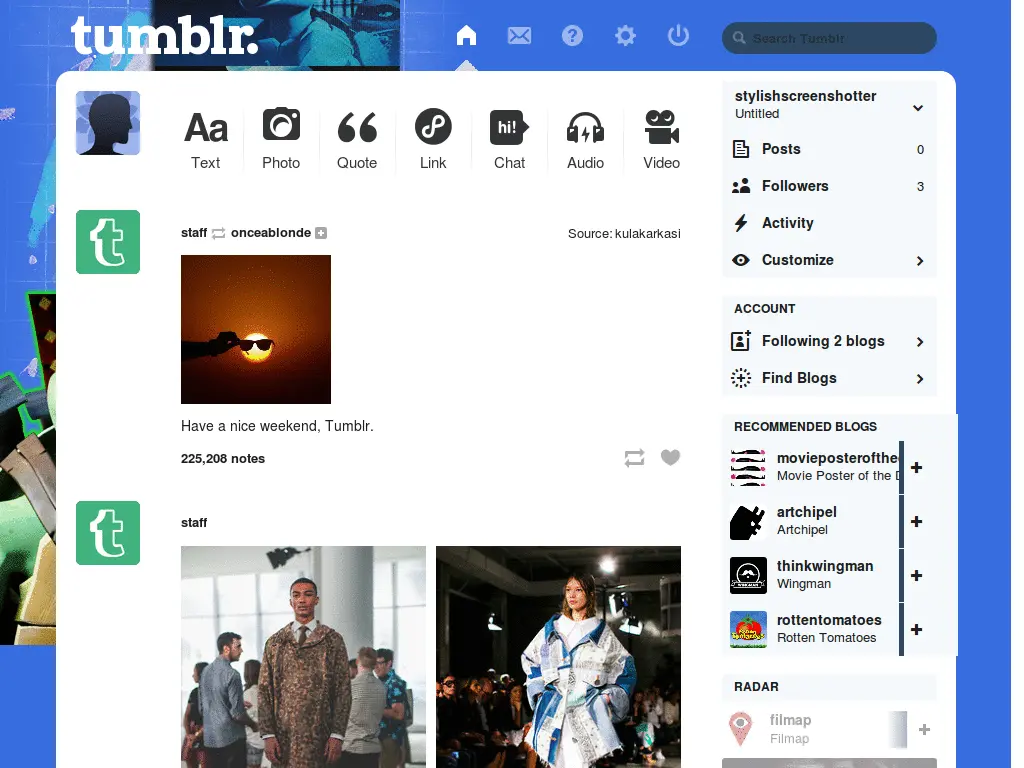 tumblr.
Search Tumblr
Aa
Text
Photo
Quote
Link
hi!
Chat
Audio
Video
staff onceablonde
Source: kulakarkasi
Have a nice weekend, Tumblr.
225,208 notes
staff
stylishscreenshotter
Untitled
Posts 0
Followers 3
Activity
Customize
ACCOUNT
Following 2 blogs
Find Blogs
RECOMMENDED BLOGS
movieposterofthe
Movie Poster of the D
artchipel
Artchipel
thinkwingman
Wingman
rottentomatoes
Rotten Tomatoes
RADAR
filmap
Filmap